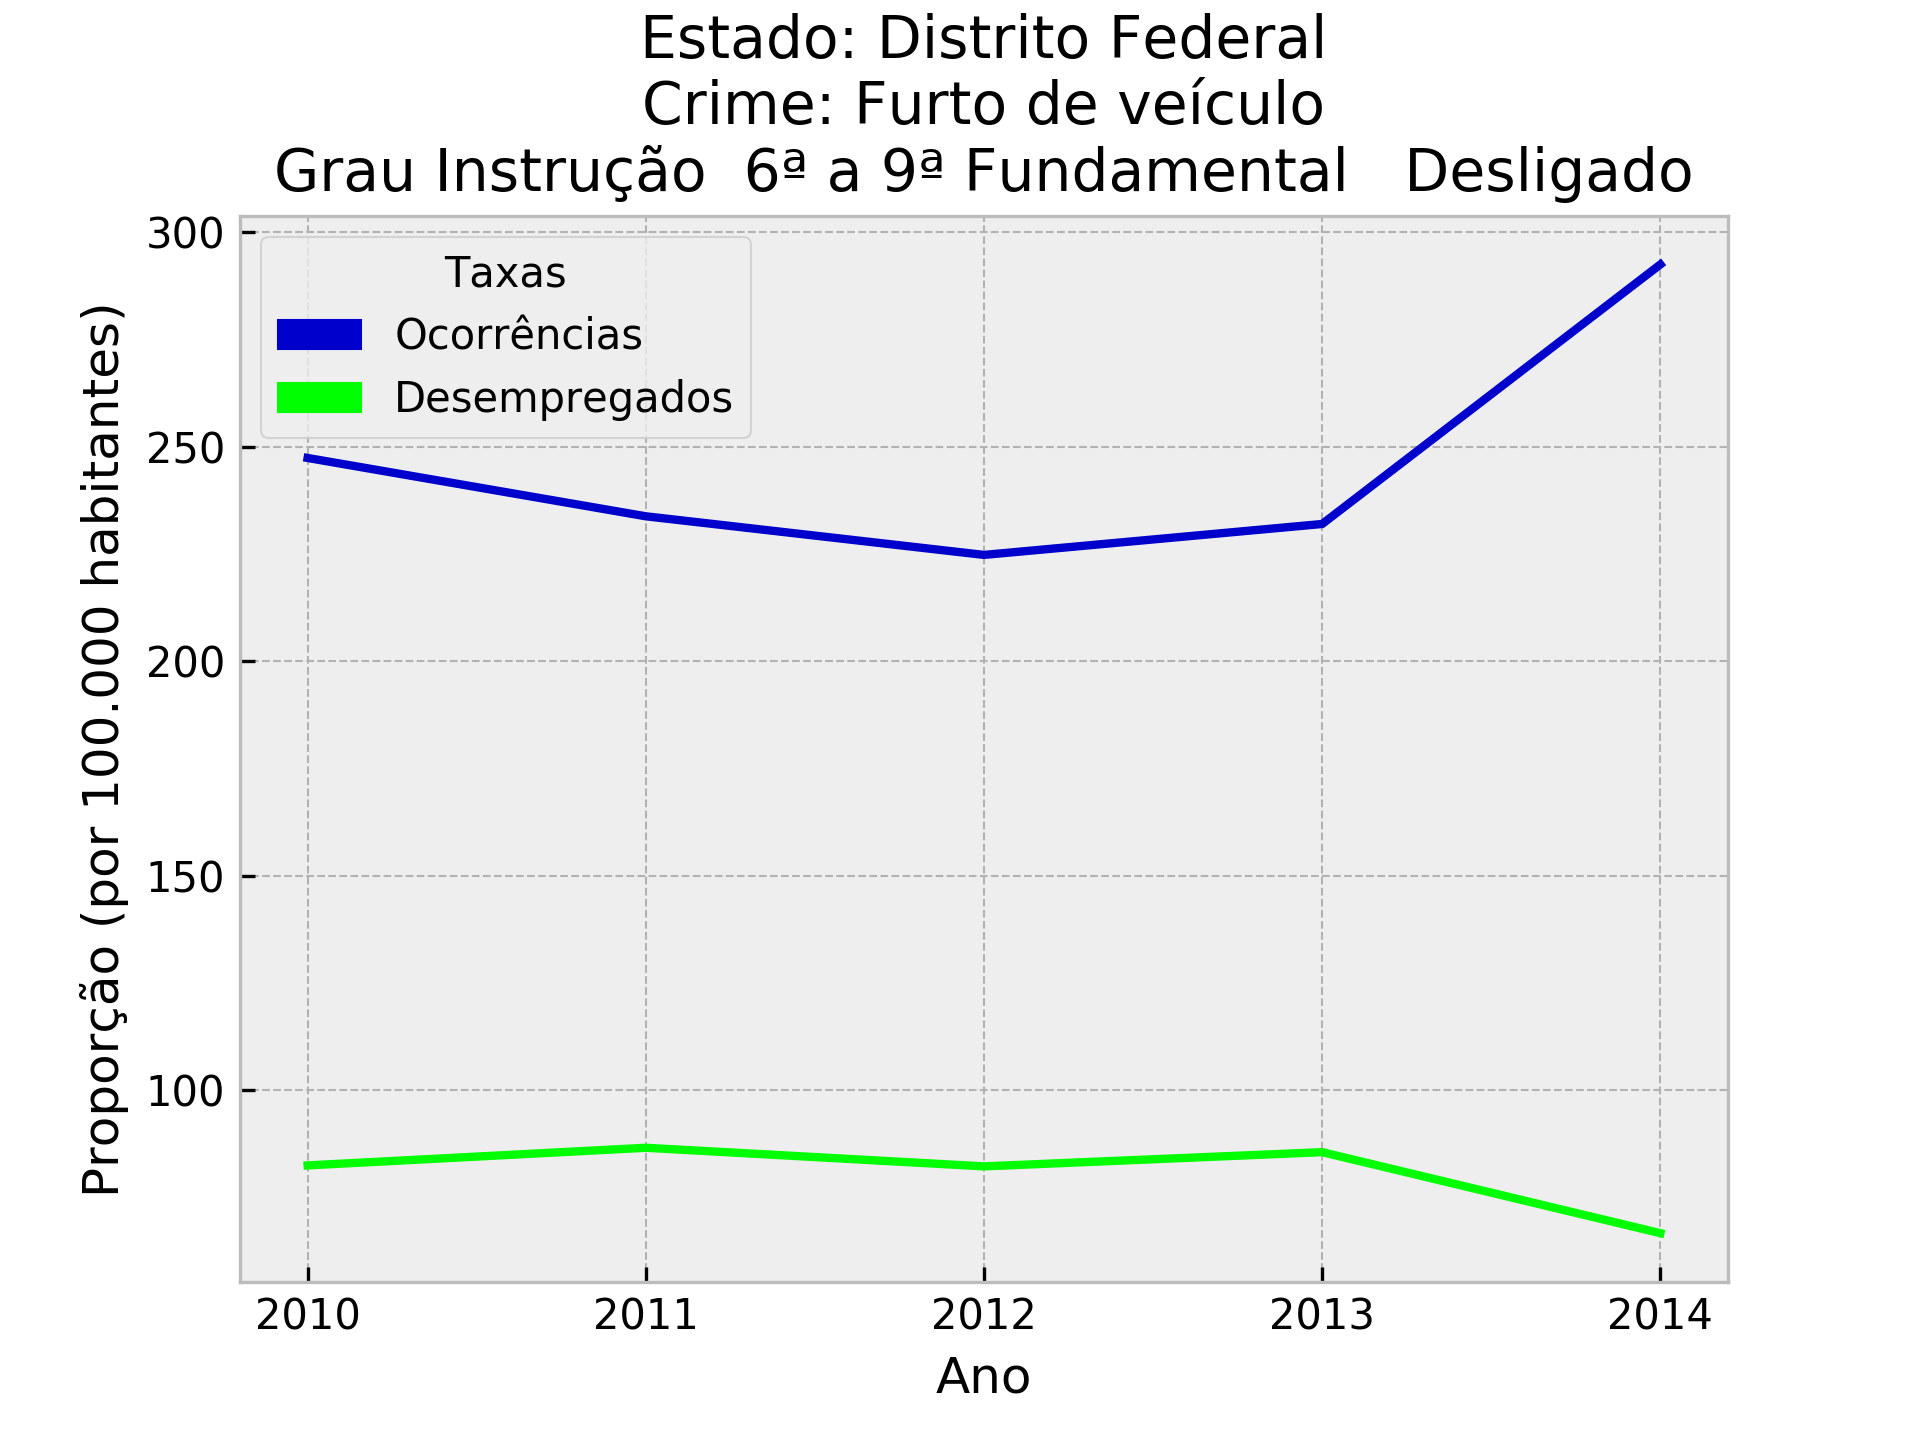 Estado: Distrito Federal
Crime: Furto de veículo
Grau Instrução  6ª a 9ª Fundamental   Desligado
Proporção (por 100.000 habitantes)
300
250
200
150
100
Taxas
Ocorrências
Desempregados
2010 2011 2012 2013 2014
Ano